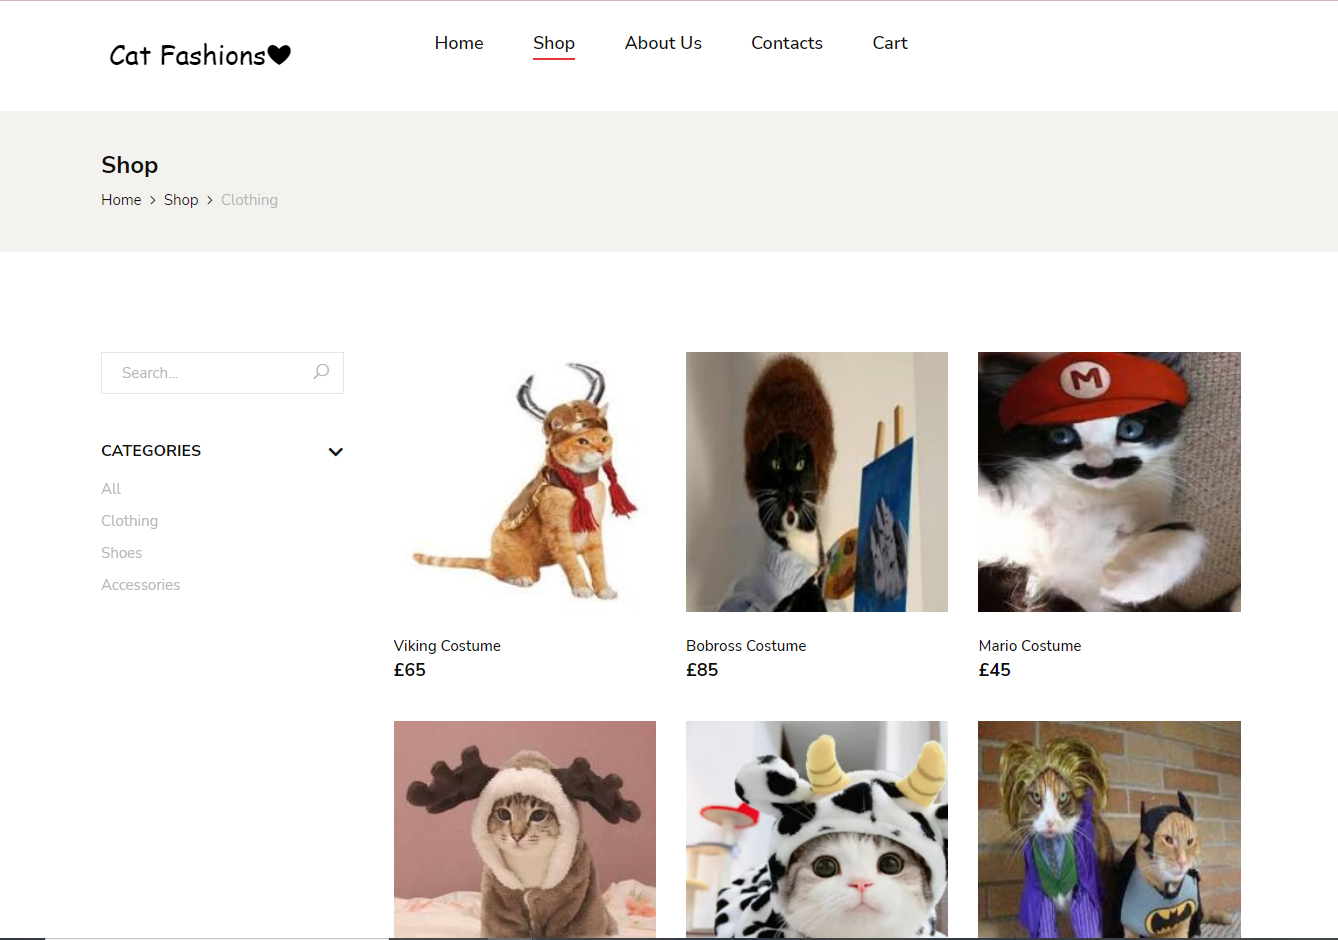 Cat Fashions♥
Home Shop About Us Contacts Cart
Shop
Home > Shop > Clothing
Search...
CATEGORIES
All
Clothing
Shoes
Accessories
M
Viking Costume
£65
Bobross Costume
£85
Mario Costume
£45